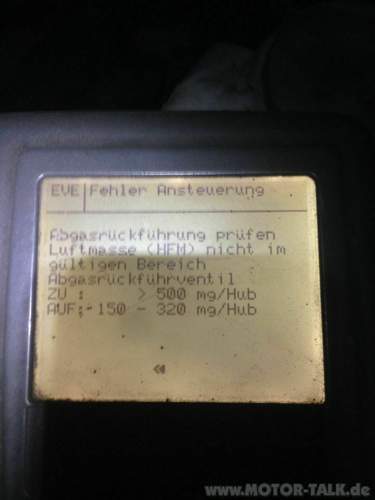 EVE Fehler Ansteuerung
Abgasrückführung prüfen
Luftmasse (HFM) nicht im
gültigen Bereich
Abgasrückführventil
ZU : > 500 mg/Hub
AUF: 150 - 320 mg/Hub
«
www.MOTOR-TALK.de